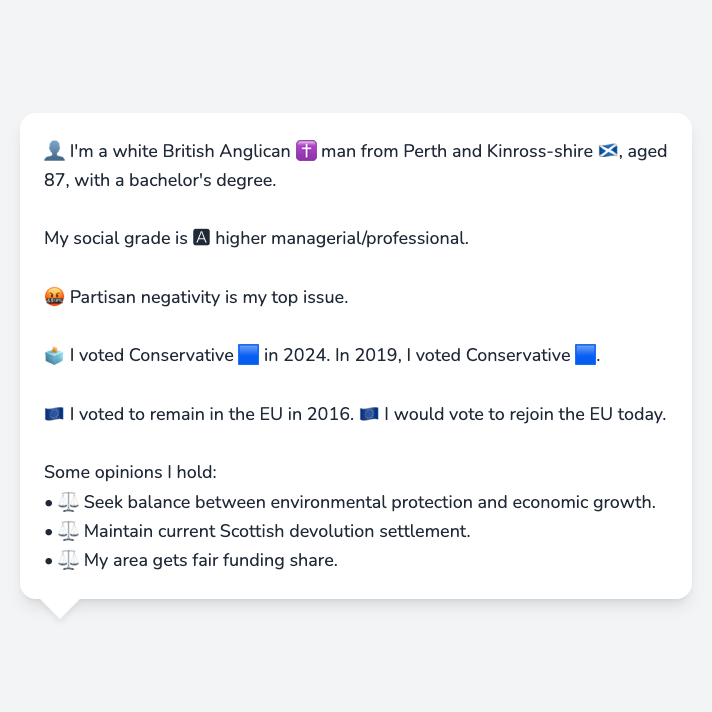 👤 I'm a white British Anglican ✝️ man from Perth and Kinross-shire 🏴󠁧󠁢󠁳󠁣󠁴󠁿, aged
87, with a bachelor's degree.
My social grade is 🅰 higher managerial/professional.
🤬 Partisan negativity is my top issue.
🗳️ I voted Conservative 🟦 in 2024. In 2019, I voted Conservative 🟦.
🇪🇺 I voted to remain in the EU in 2016. 🇪🇺 I would vote to rejoin the EU today.
Some opinions I hold:
• ⚖️ Seek balance between environmental protection and economic growth.
• ⚖️ Maintain current Scottish devolution settlement.
• ⚖️ My area gets fair funding share.